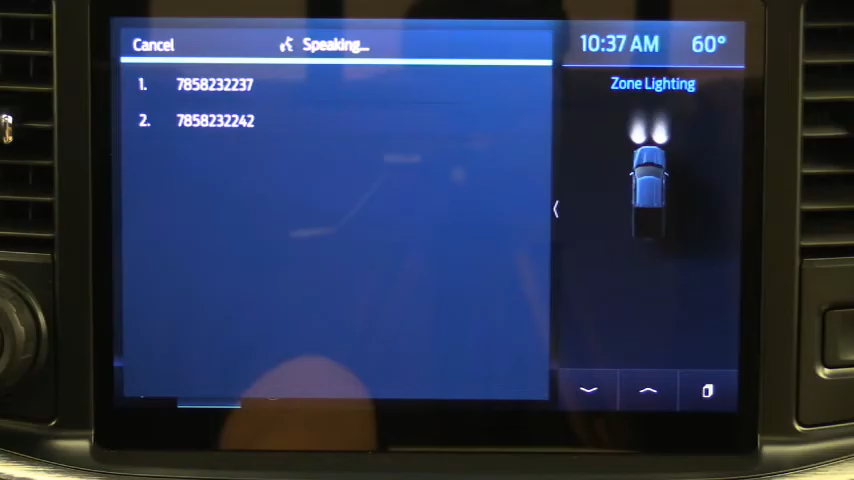 Cancel
Speaking...
10:37 AM
60°
1. 7858232237
2. 7858232242
Zone Lighting